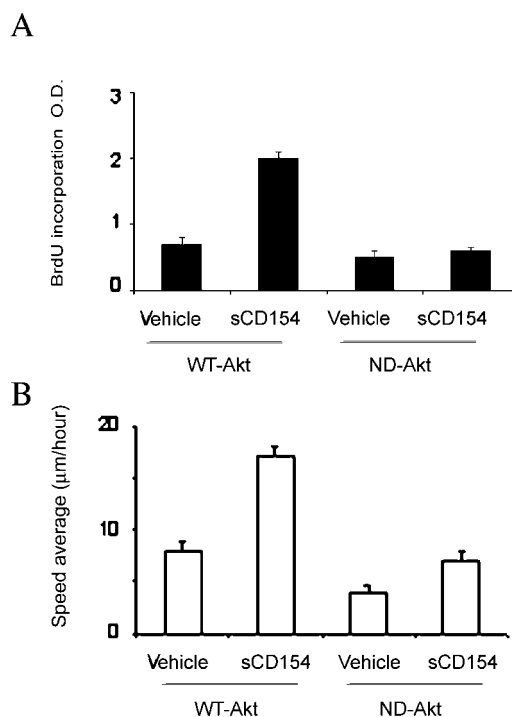 A
BrdU incorporation O.D.
3
2
1
0
Vehicle sCD154 Vehicle sCD154
WT-Akt ND-Akt
B
Speed average (μm/hour)
20
10
0
Vehicle sCD154 Vehicle sCD154
WT-Akt ND-Akt